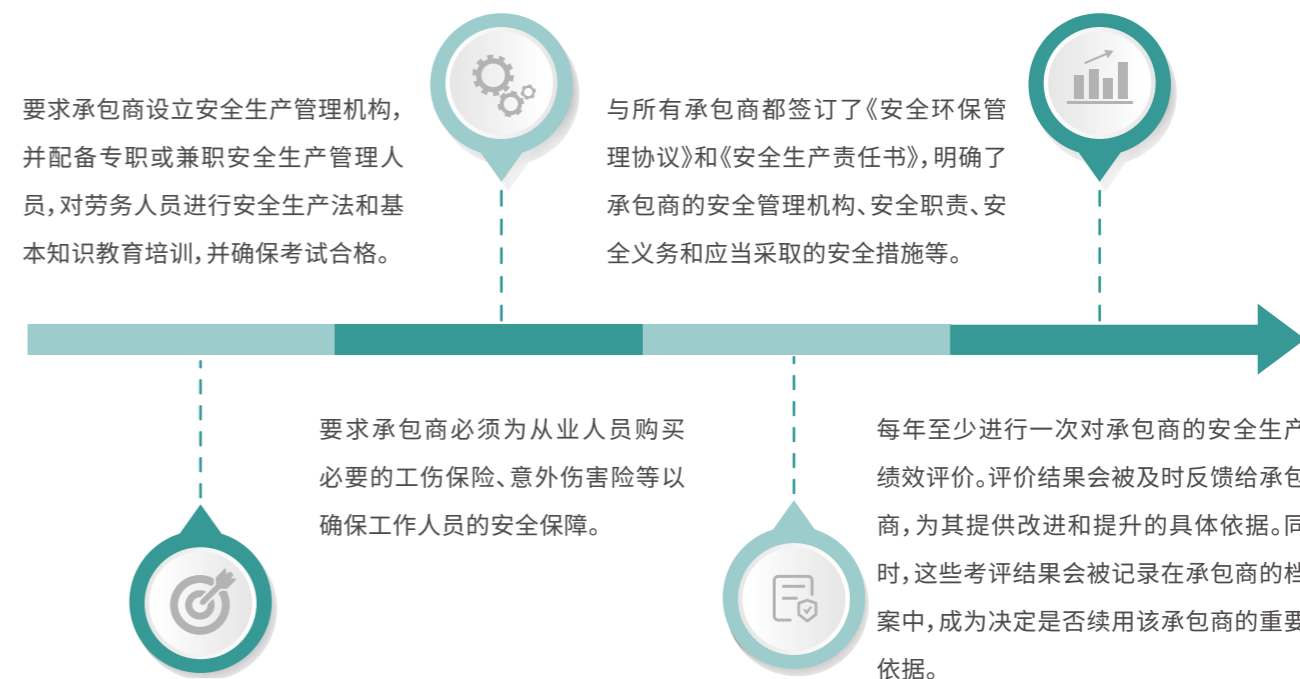 要求承包商设立安全生产管理机构，
并配备专职或兼职安全生产管理人
员，对劳务人员进行安全生产法和基
本知识教育培训，并确保考试合格。
与所有承包商都签订了《安全环保管
理协议》和《安全生产责任书》，明确了
承包商的安全管理机构、安全职责、安
全义务和应当采取的安全措施等。
要求承包商必须为从业人员购买
必要的工伤保险、意外伤害险等以
确保工作人员的安全保障。
每年至少进行一次对承包商的安全生产
绩效评价。评价结果会被及时反馈给承包
商，为其提供改进和提升的具体依据。同
时，这些考评结果会被记录在承包商的档
案中，成为决定是否续用该承包商的重要
依据。